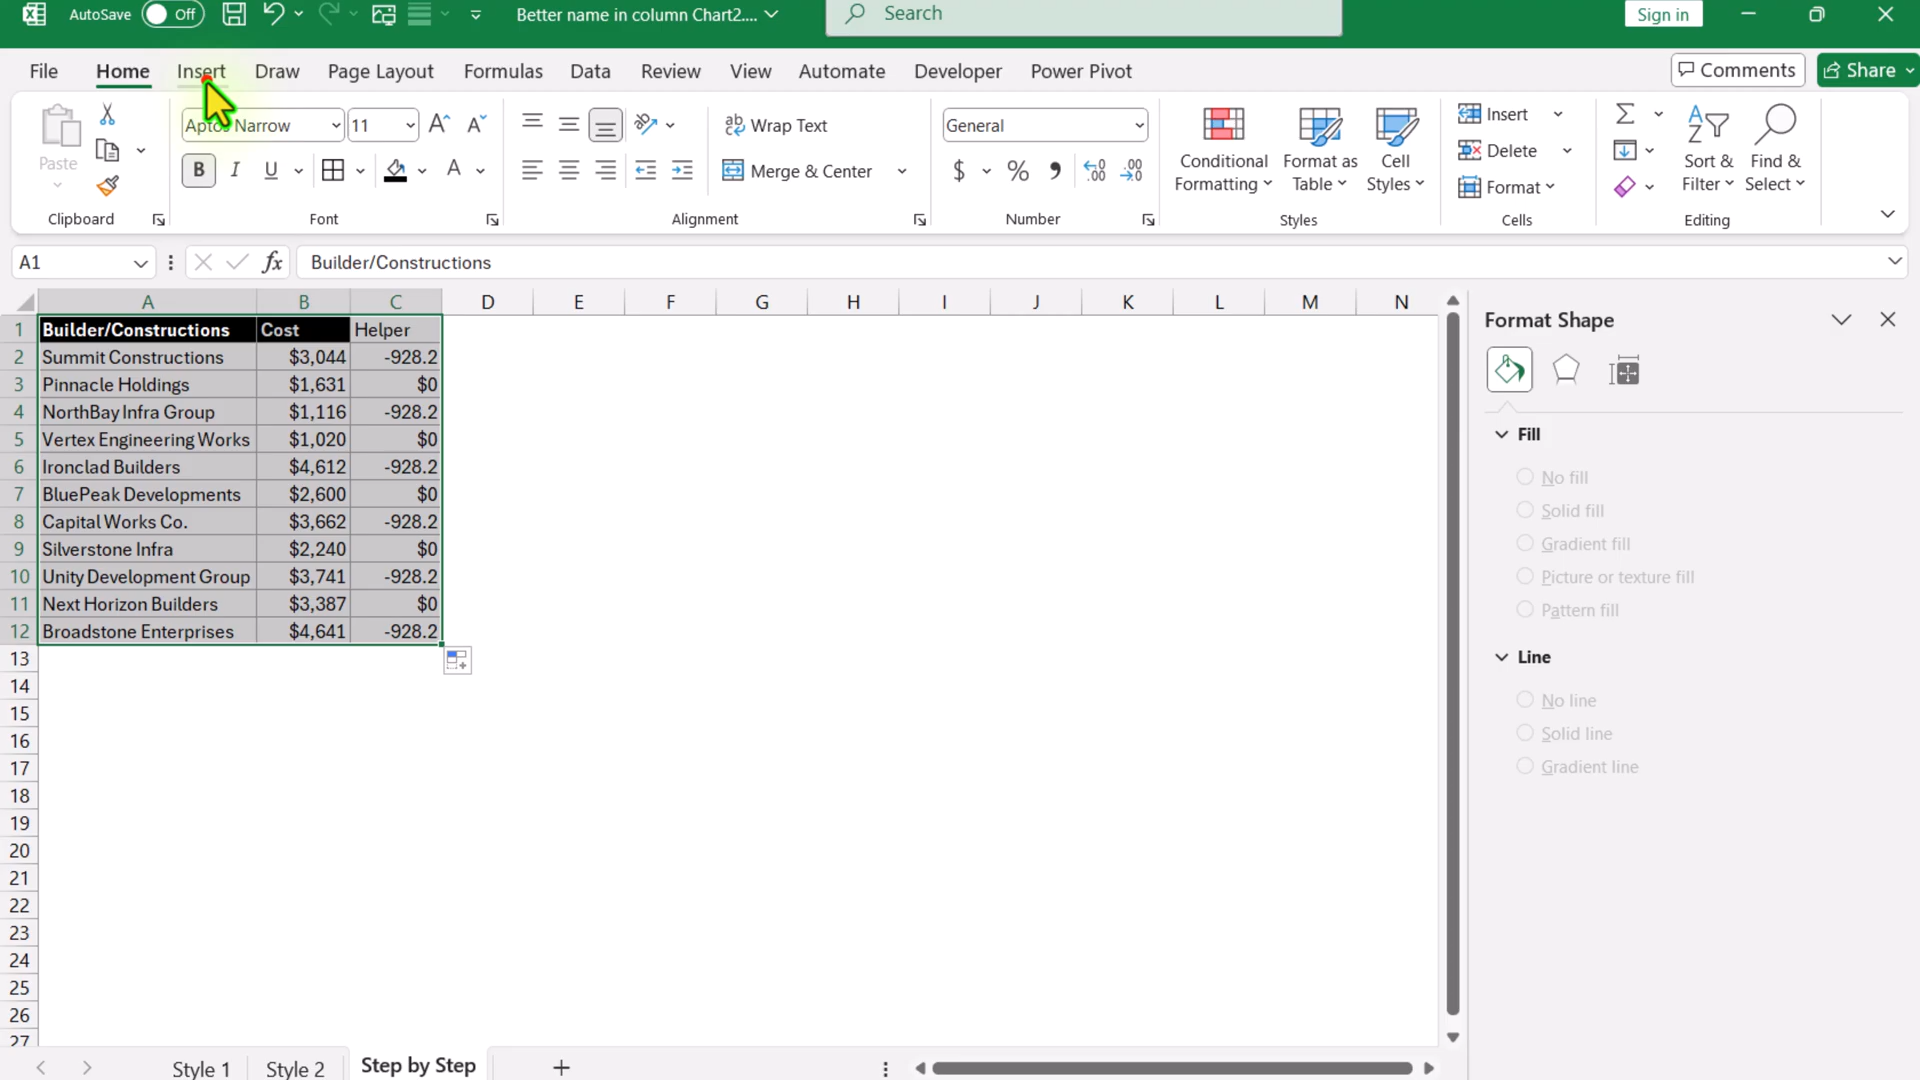 AutoSave Off Better name in column Chart2.... Search Sign in
File Home Insert Draw Page Layout Formulas Data Review View Automate Developer Power Pivot Comments Share
Paste
Clipboard
Aptos Narrow 11
B I U A
Font
ab Wrap Text
Merge & Center
Alignment
General
$ % 9 .00
Number
Conditional Formatting
Format as Table
Cell Styles
Styles
Insert
Delete
Format
Cells
Sort & Filter
Find & Select
Editing
A1 fx Builder/Constructions
A B C D E F G H I J K L M N
1 Builder/Constructions Cost Helper
2 Summit Constructions $3,044 -928.2
3 Pinnacle Holdings $1,631 $0
4 NorthBay Infra Group $1,116 -928.2
5 Vertex Engineering Works $1,020 $0
6 Ironclad Builders $4,612 -928.2
7 BluePeak Developments $2,600 $0
8 Capital Works Co. $3,662 -928.2
9 Silverstone Infra $2,240 $0
10 Unity Development Group $3,741 -928.2
11 Next Horizon Builders $3,387 $0
12 Broadstone Enterprises $4,641 -928.2
13
14
15
16
17
18
19
20
21
22
23
24
25
26
27
Format Shape
Fill
No fill
Solid fill
Gradient fill
Picture or texture fill
Pattern fill
Line
No line
Solid line
Gradient line
Style 1 Style 2 Step by Step